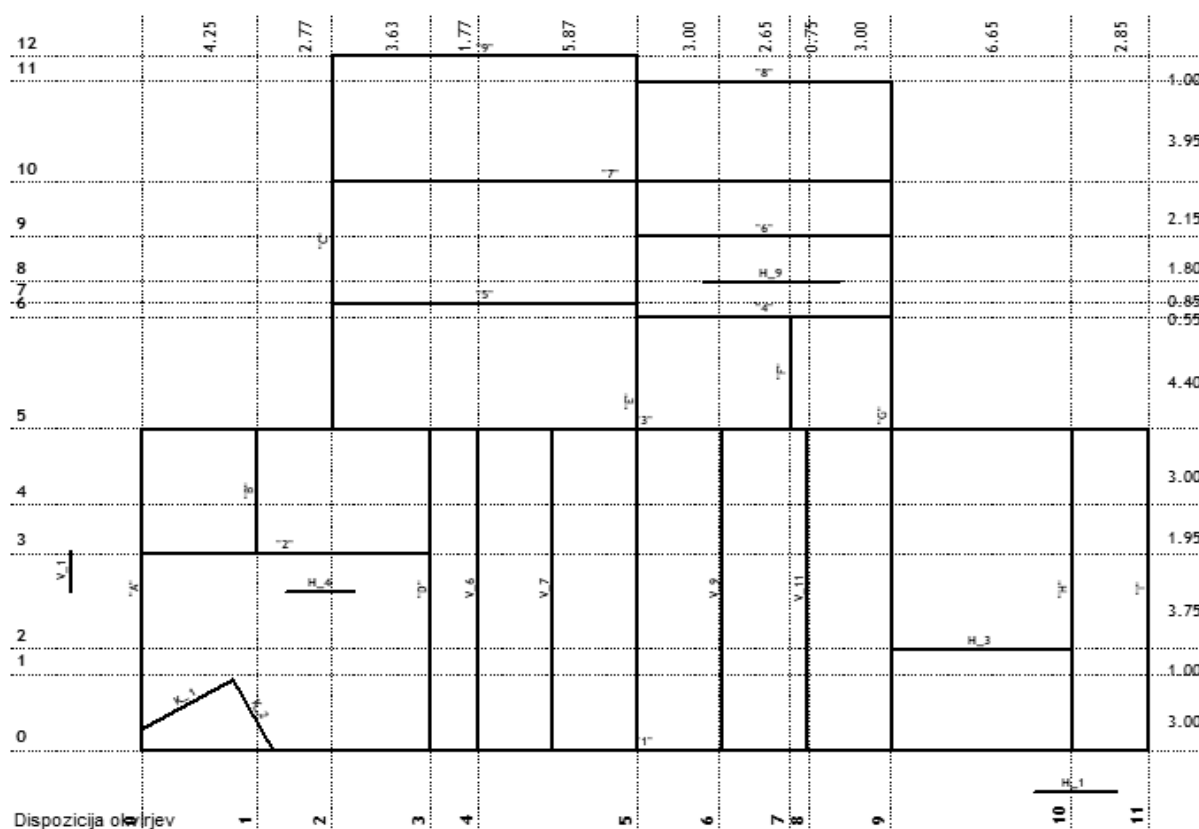 4.25 2.77 3.63 1.77 5.87 3.00 2.65 0.75 3.00 6.65 2.85
12
"9"
11
"8"
1.00
3.95
10
"7"
2.15
9
"C"
"6"
8
H_9
1.80
7
"5"
0.85
6
"4"
0.55
"F"
4.40
"E"
5
"3"
"G"
3.00
4
"B"
3
"2"
1.95
V_1
"A"
H_4
"D"
V_6
V_7
V_9
V_11
"H"
"I"
3.75
2
H_3
1
1.00
K_1
0
"1"
3.00
H_1
Dispozicija okvirjev
0 1 2 3 4 5 6 7 8 9 10 11